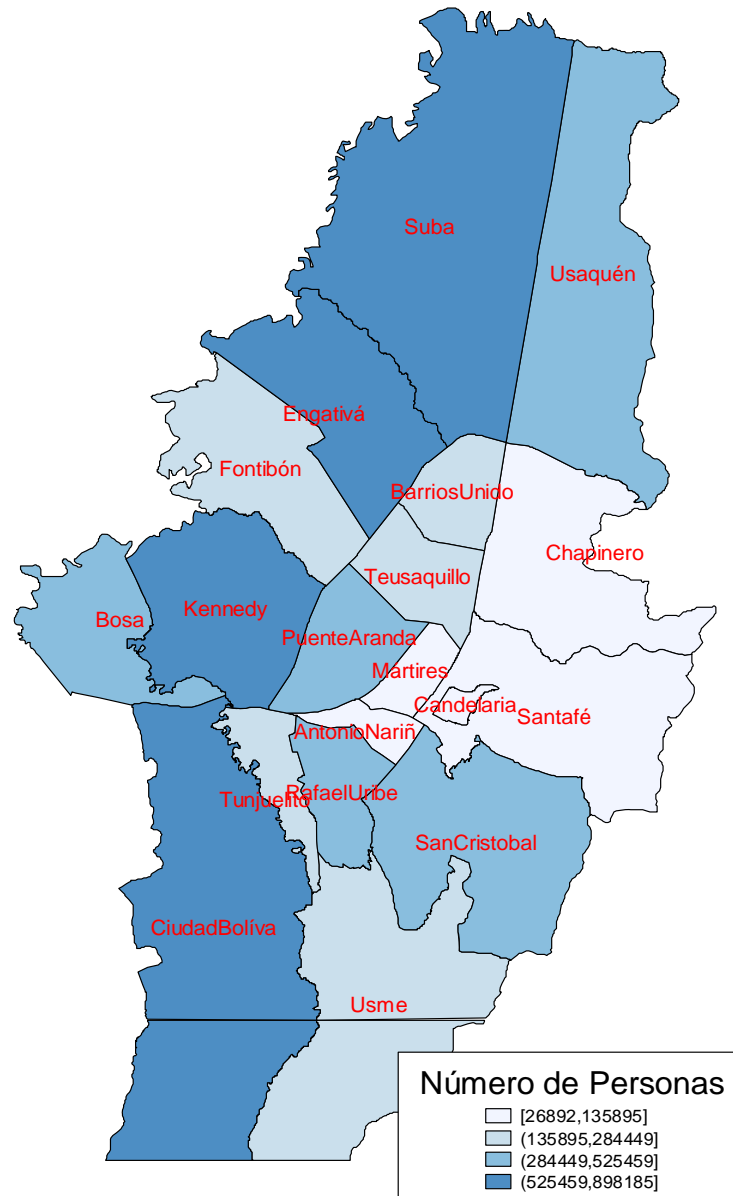 Suba
Usaquén
Engativá
Fontibón
BarriosUnido
Chapinero
Teusaquillo
Kennedy
Bosa
PuenteAranda
Martires
Candelaria
Santafé
AntonioNariñ
Tunjuelito
RafaelUribe
SanCristobal
CiudadBolíva
Usme
Número de Personas
[26892,135895]
(135895,284449]
(284449,525459]
(525459,898185]